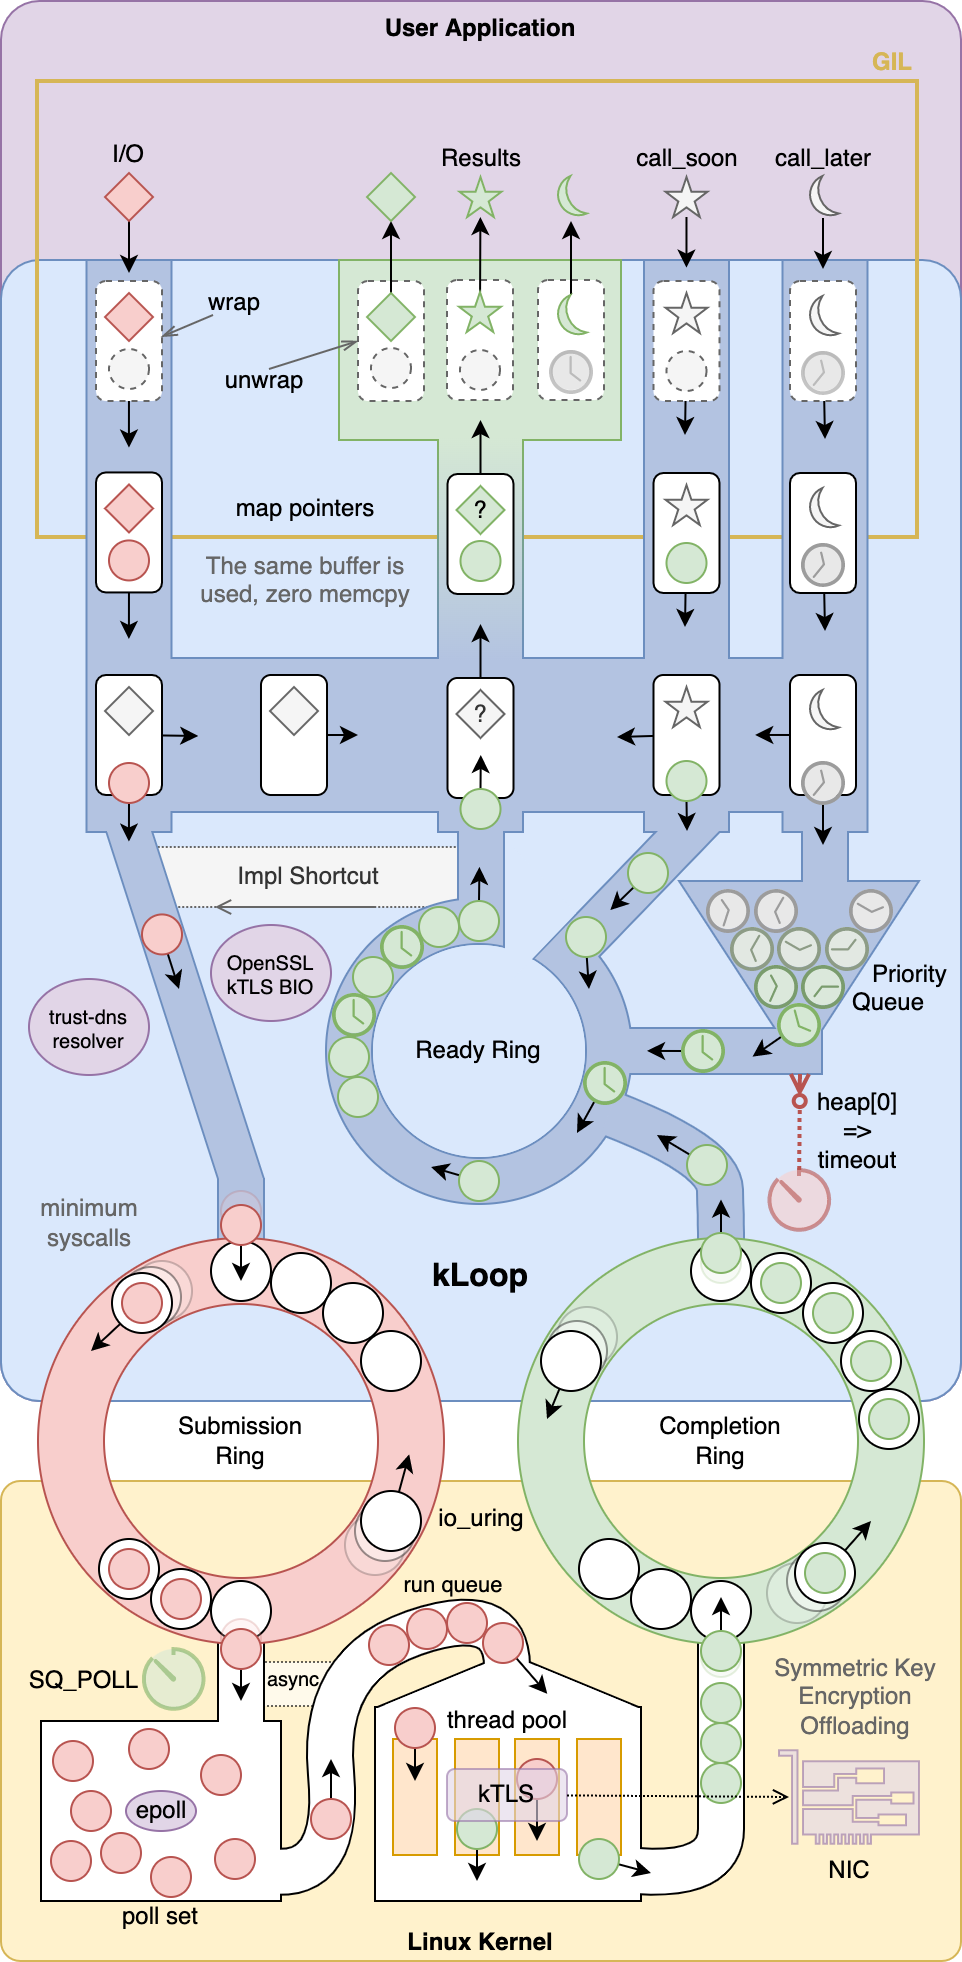 User Application
GIL
I/O
Results
call_soon
call_later
wrap
unwrap
map pointers
?
The same buffer is
used, zero memcpy
?
Impl Shortcut
OpenSSL
kTLS BIO
trust-dns
resolver
Priority
Queue
Ready Ring
heap[0]
=>
timeout
minimum
syscalls
kLoop
Submission
Ring
Completion
Ring
io_uring
run queue
SQ_POLL
async
Symmetric Key
Encryption
Offloading
thread pool
kTLS
epoll
NIC
poll set
Linux Kernel